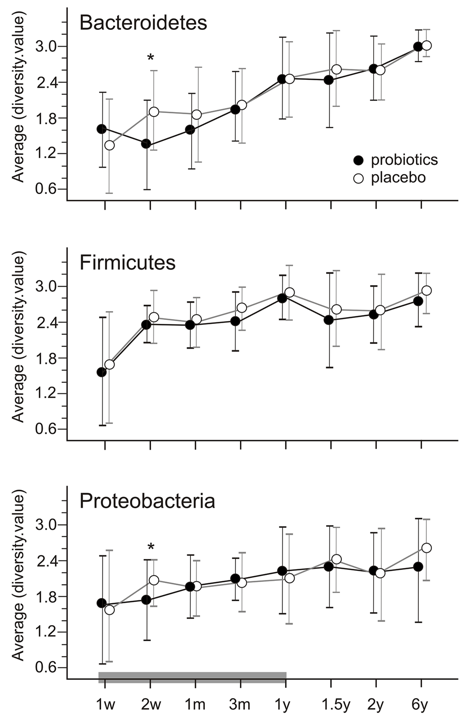 Bacteroidetes
Average (diversity.value)
3.0
2.4
1.8
1.2
0.6
*
probiotics
placebo
Firmicutes
Average (diversity.value)
3.0
2.4
1.8
1.2
0.6
Proteobacteria
Average (diversity.value)
3.0
2.4
1.8
1.2
0.6
*
1w 2w 1m 3m 1y 1.5y 2y 6y